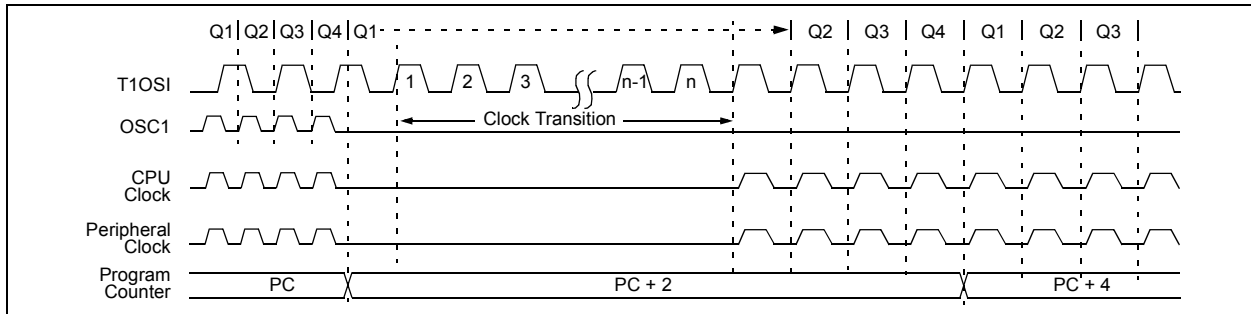 Q1 Q2 Q3 Q4 Q1 Q2 Q3 Q4 Q1 Q2 Q3
T1OSI 1 2 3 n-1 n
OSC1 Clock Transition
CPU
Clock
Peripheral
Clock
Program
Counter PC PC + 2 PC + 4